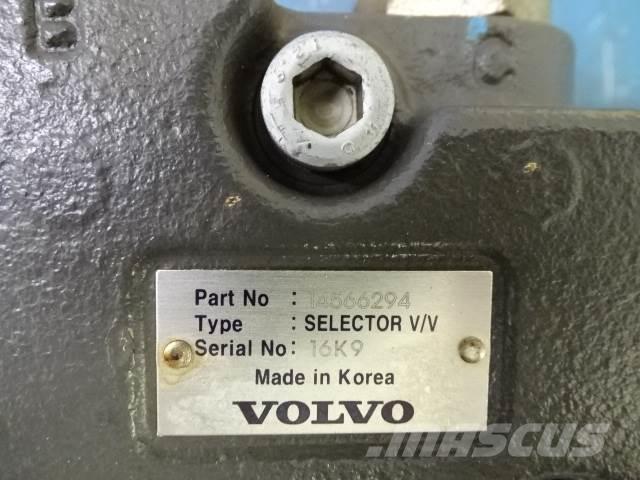 B
Part No : 14566294
Type : SELECTOR V/V
Serial No: 16K9
Made in Korea
VOLVO
MASCUS